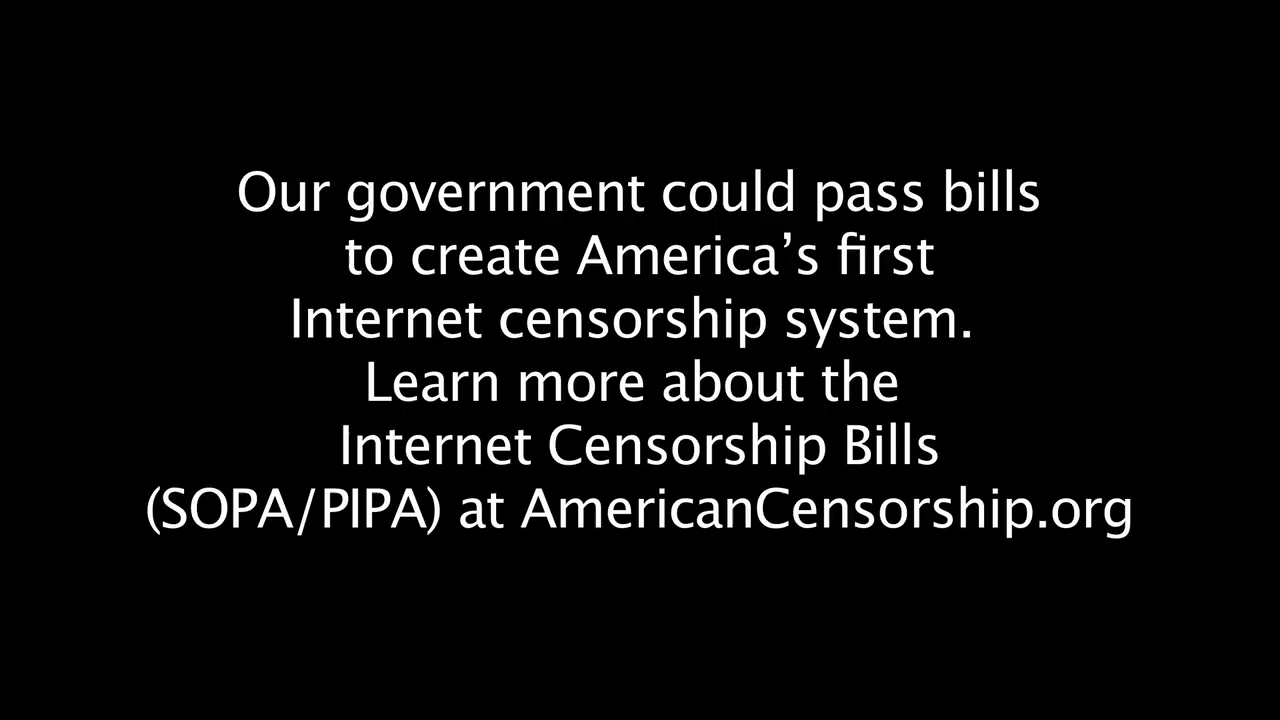 Our government could pass bills
to create America’s first
Internet censorship system.
Learn more about the
Internet Censorship Bills
(SOPA/PIPA) at AmericanCensorship.org